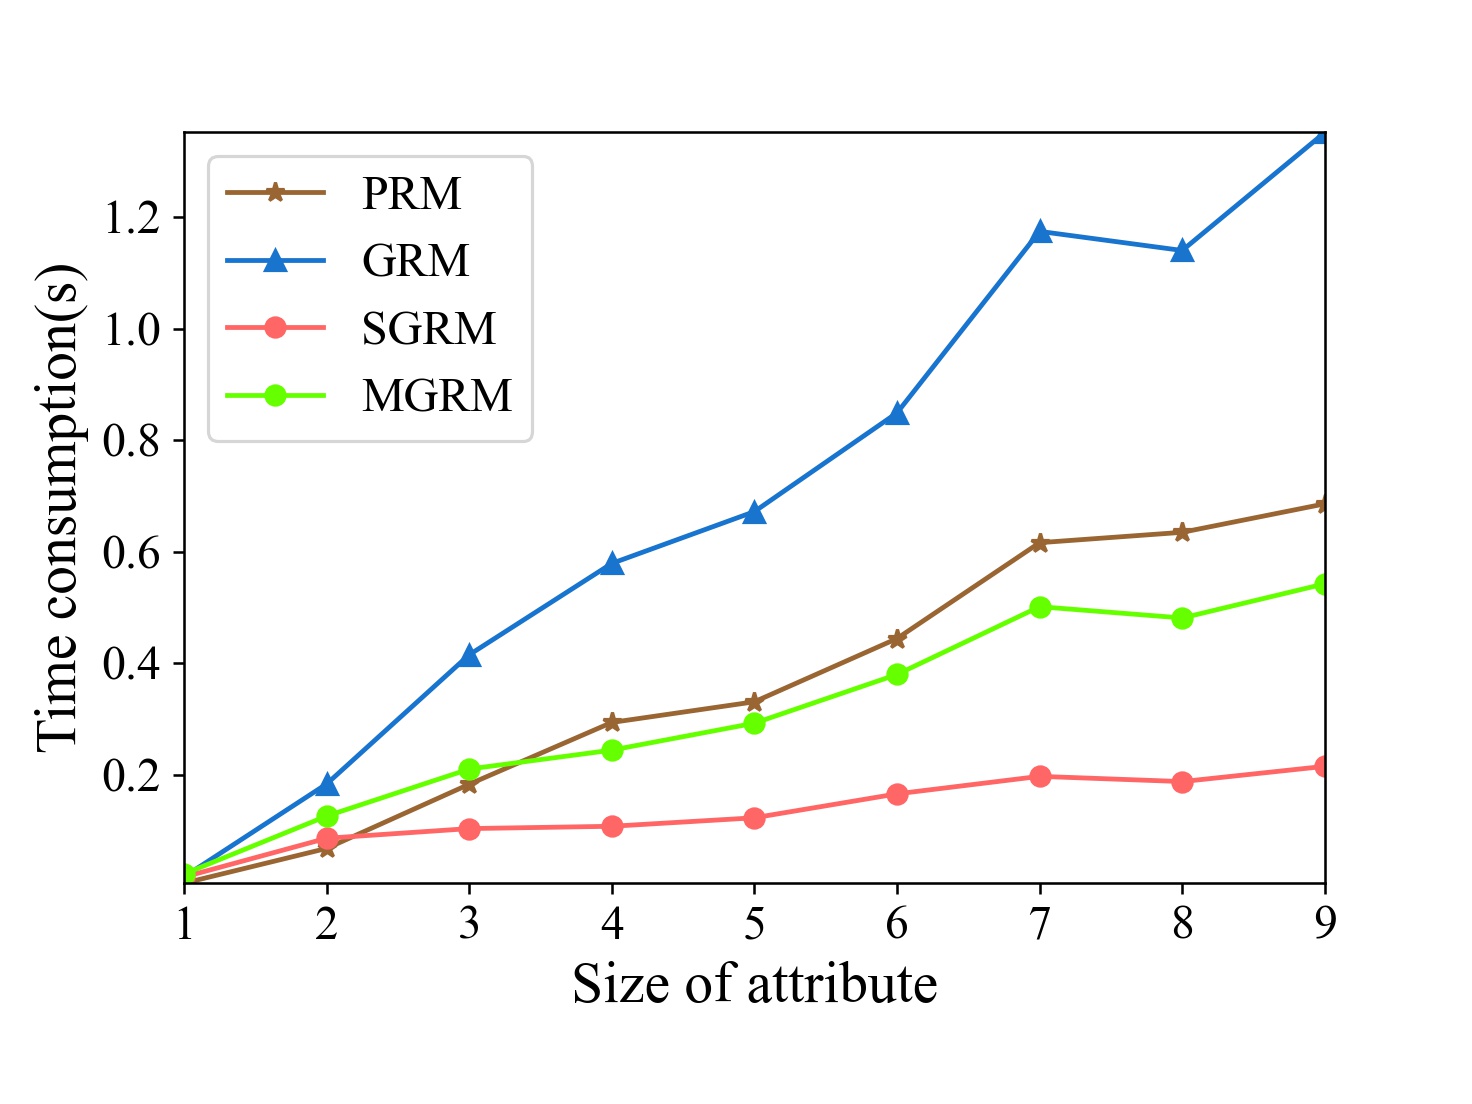 PRM
GRM
SGRM
MGRM
1.2
1.0
0.8
0.6
0.4
0.2
Time consumption(s)
1 2 3 4 5 6 7 8 9
Size of attribute